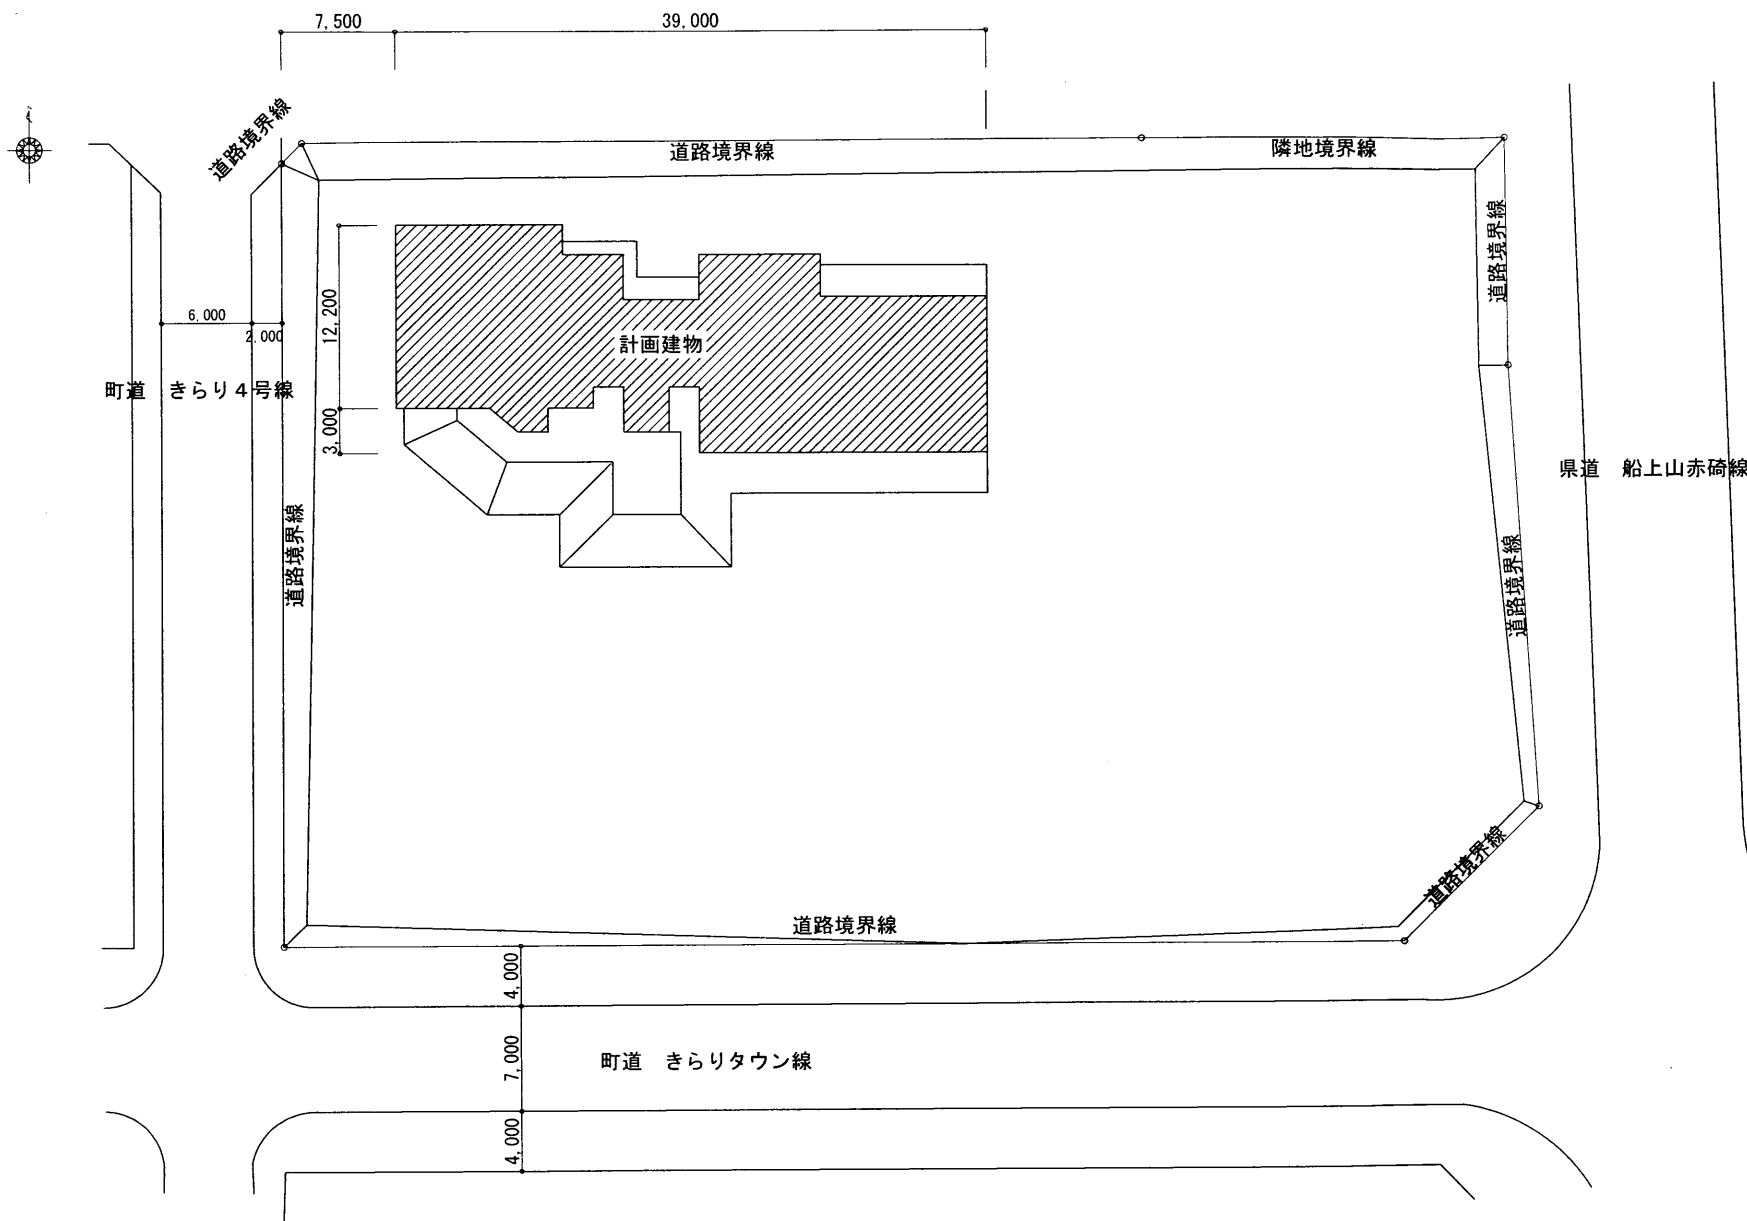 7,500
39,000
道路境界線
道路境界線
隣地境界線
道路境界線
12,200
6,000
2,000
計画建物
町道 きらり4号線
3,000
県道 船上山赤碕線
道路境界線
道路境界線
道路境界線
道路境界線
4,000
7,000
町道 きらりタウン線
4,000